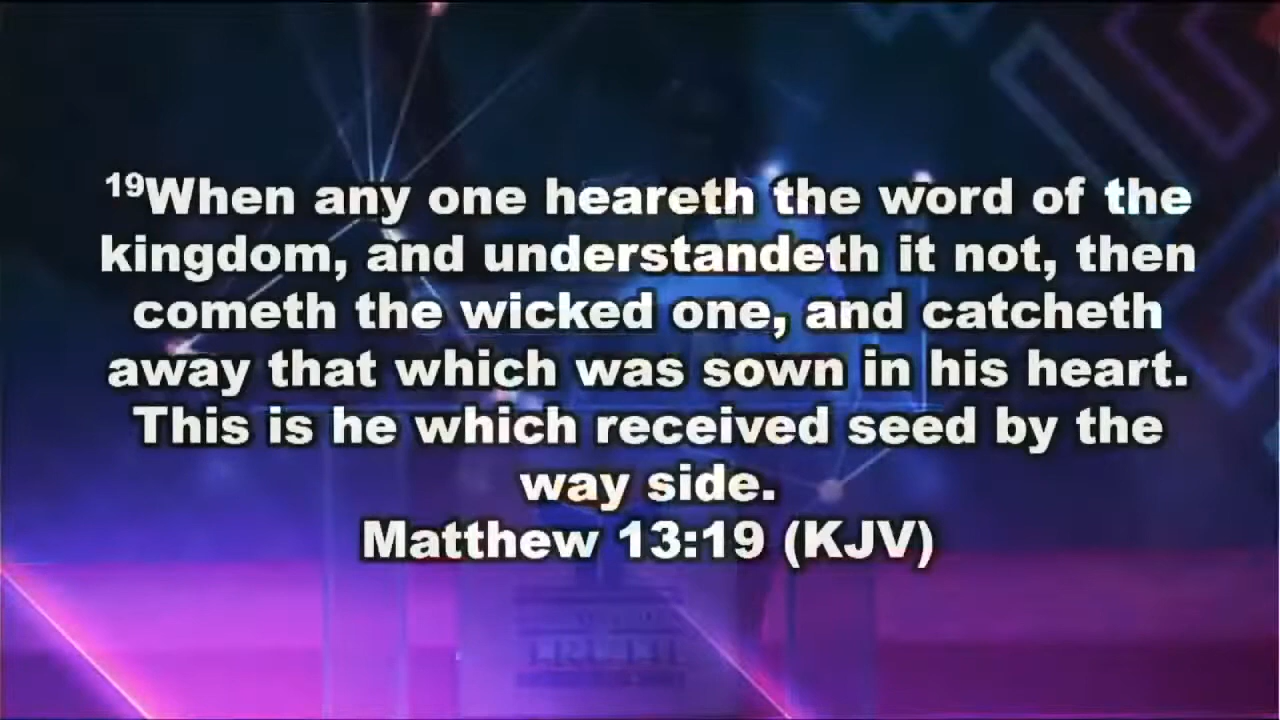 19When any one heareth the word of the
kingdom, and understandeth it not, then
cometh the wicked one, and catcheth
away that which was sown in his heart.
This is he which received seed by the
way side.
Matthew 13:19 (KJV)